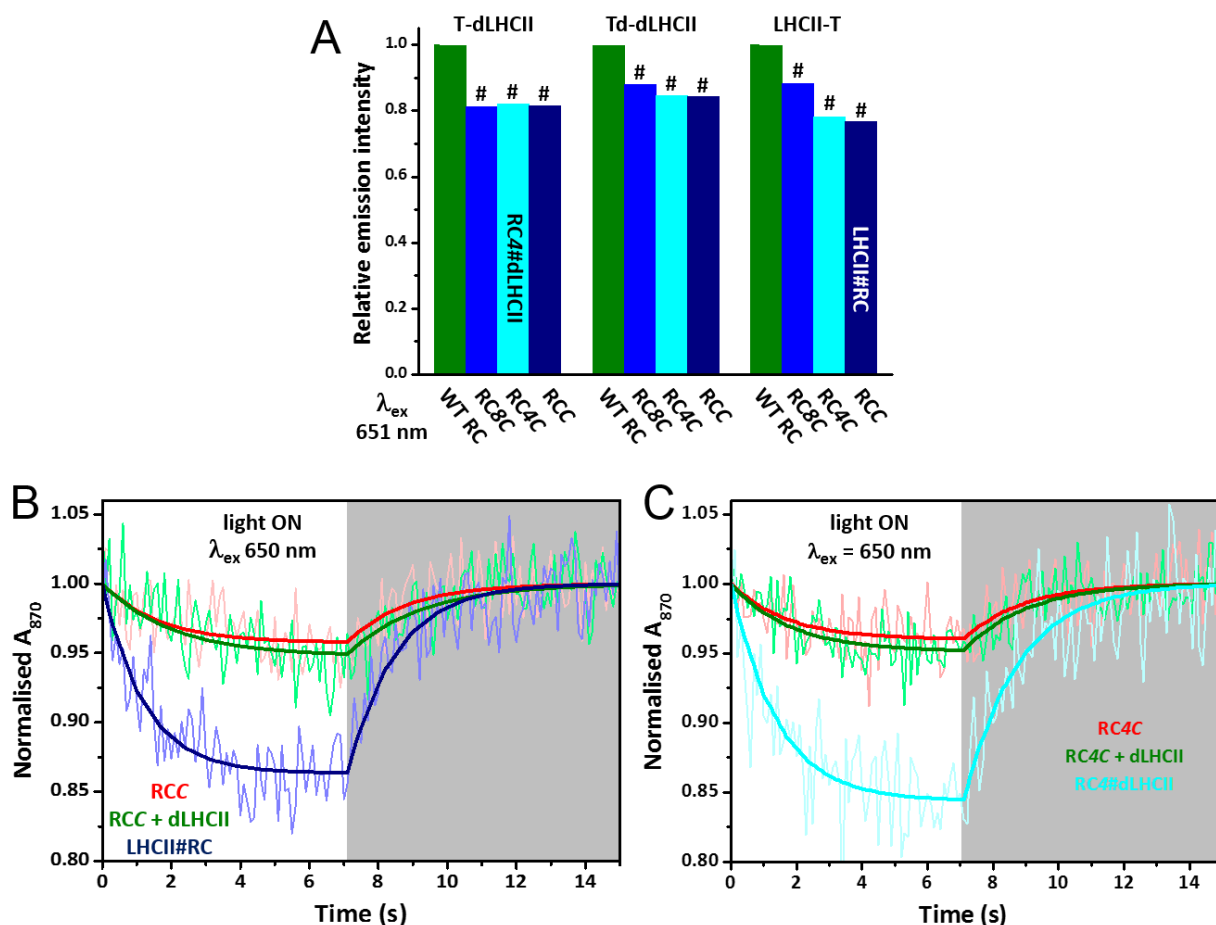 A
T-dLHCII Td-dLHCII LHCII-T
Relative emission intensity
1.0
0.8
0.6
0.4
0.2
0.0
# # #
# # #
# # #
RC4#dLHCII
LHCII#RC
λex
651 nm
WT RC RC8C RC4C RCC WT RC RC8C RC4C RCC WT RC RC8C RC4C RCC
B
Normalised A870
1.05
1.00
0.95
0.90
0.85
0.80
light ON
λex 650 nm
RCC
RCC + dLHCII
LHCII#RC
0 2 4 6 8 10 12 14
Time (s)
C
Normalised A870
1.05
1.00
0.95
0.90
0.85
0.80
light ON
λex = 650 nm
RC4C
RC4C + dLHCII
RC4#dLHCII
0 2 4 6 8 10 12 14
Time (s)